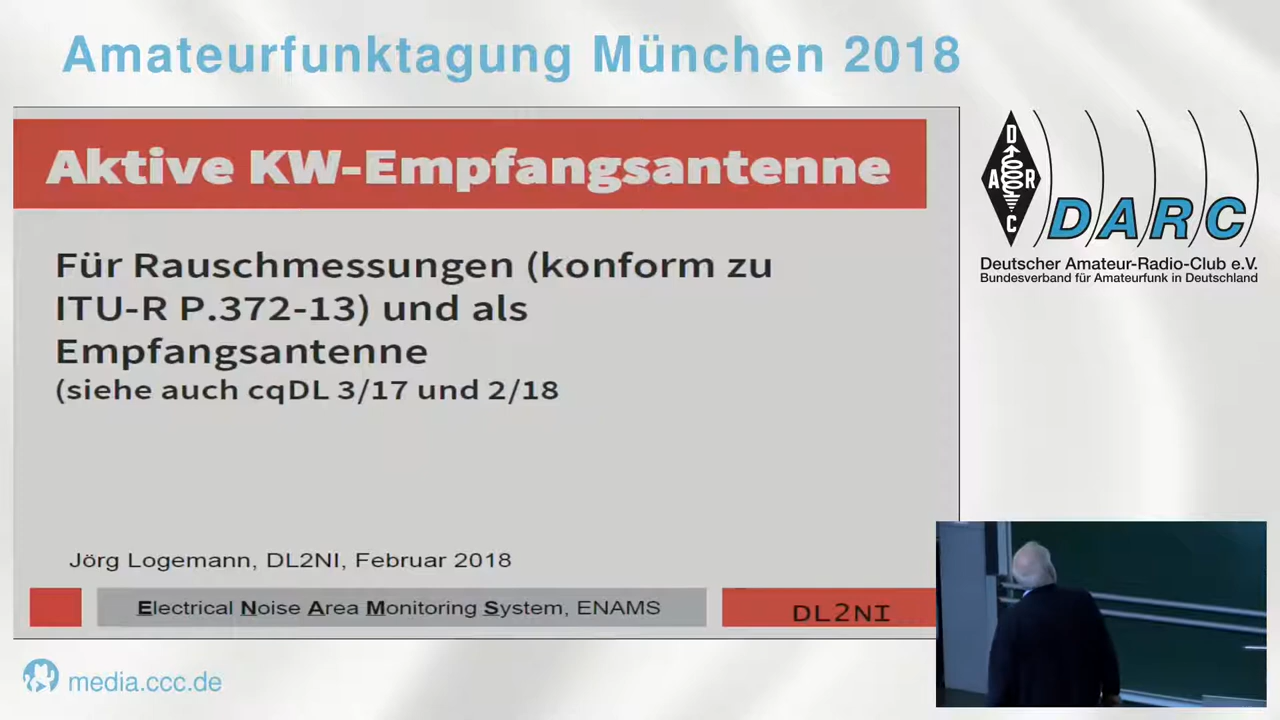 Amateurfunktagung München 2018
Aktive KW-Empfangsantenne
Für Rauschmessungen (konform zu
ITU-R P.372-13) und als
Empfangsantenne
(siehe auch cqDL 3/17 und 2/18
Jörg Logemann, DL2NI, Februar 2018
Electrical Noise Area Monitoring System, ENAMS
DL2NI
D
A R
C
DARC
Deutscher Amateur-Radio-Club e.V.
Bundesverband für Amateurfunk in Deutschland
media.ccc.de